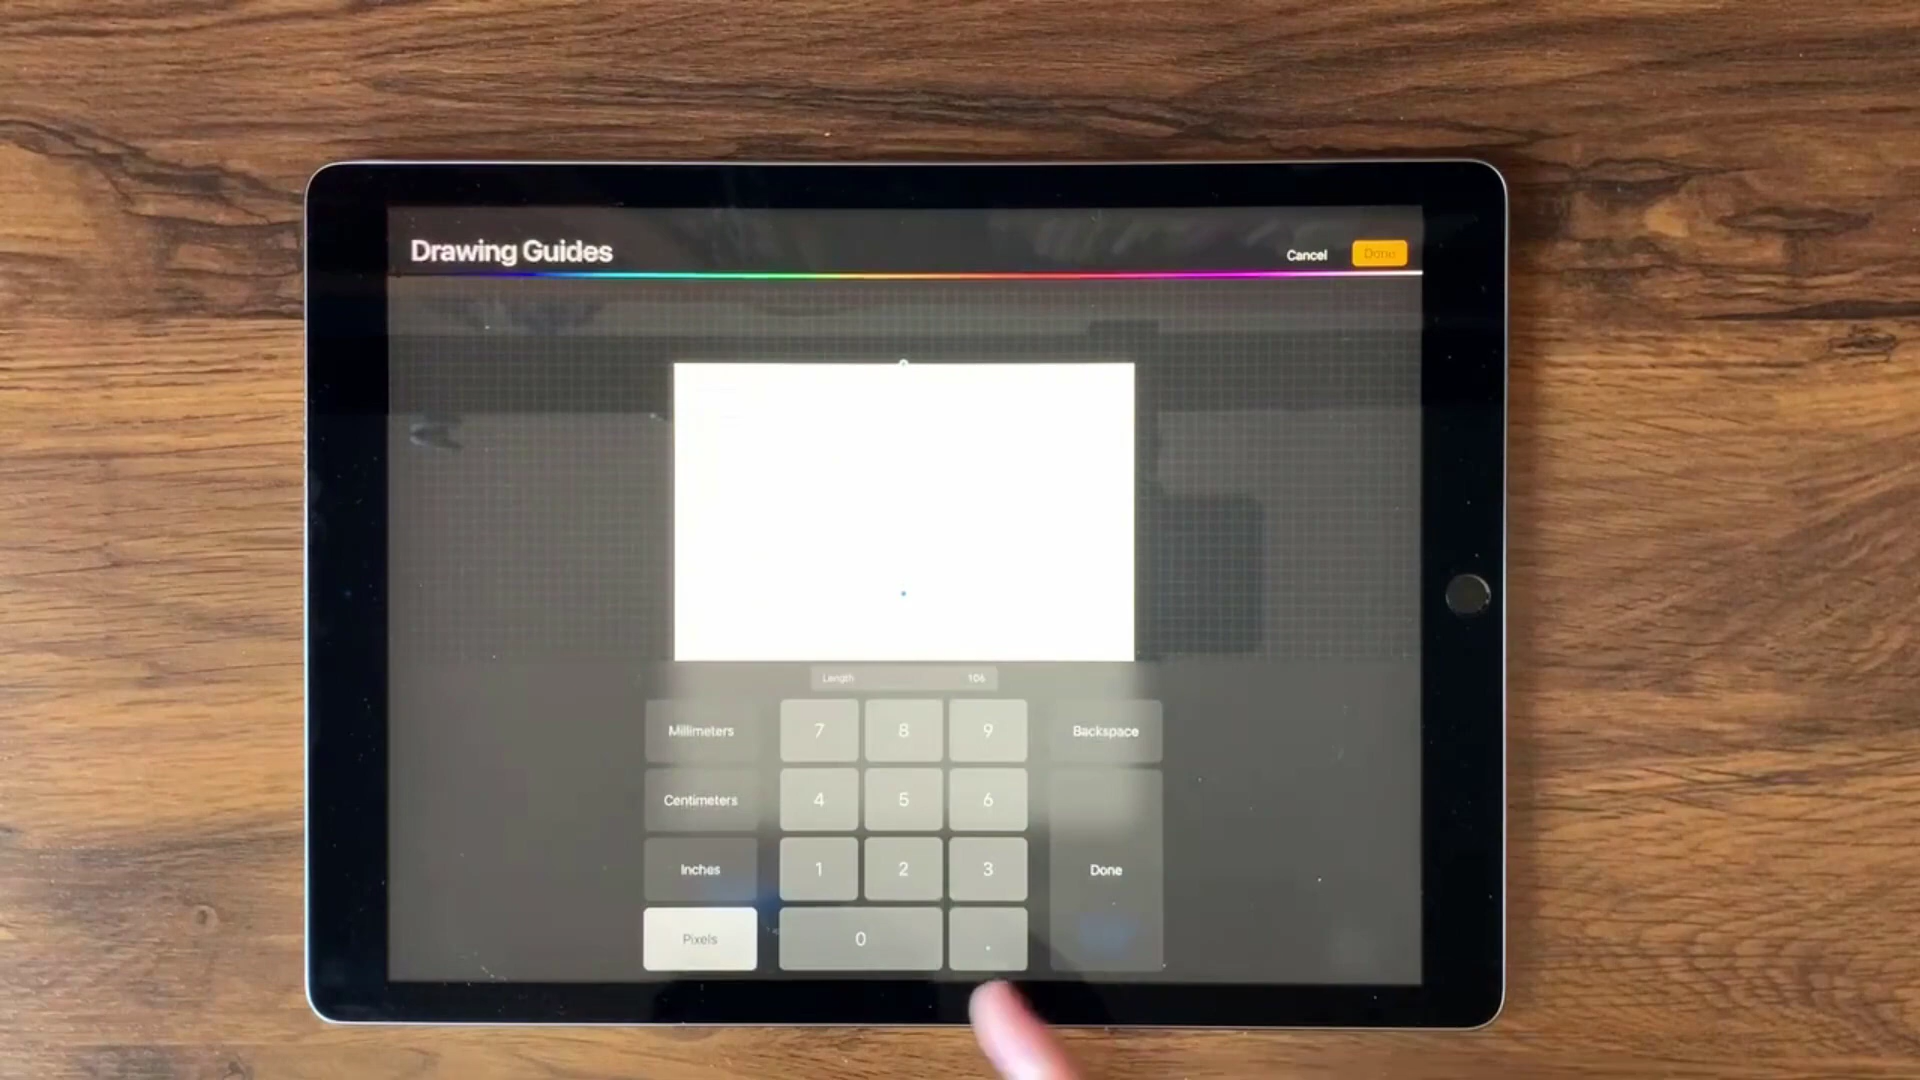 Drawing Guides Cancel Done
Length 106
Millimeters 7 8 9 Backspace
Centimeters 4 5 6
Inches 1 2 3 Done
Pixels 0 .